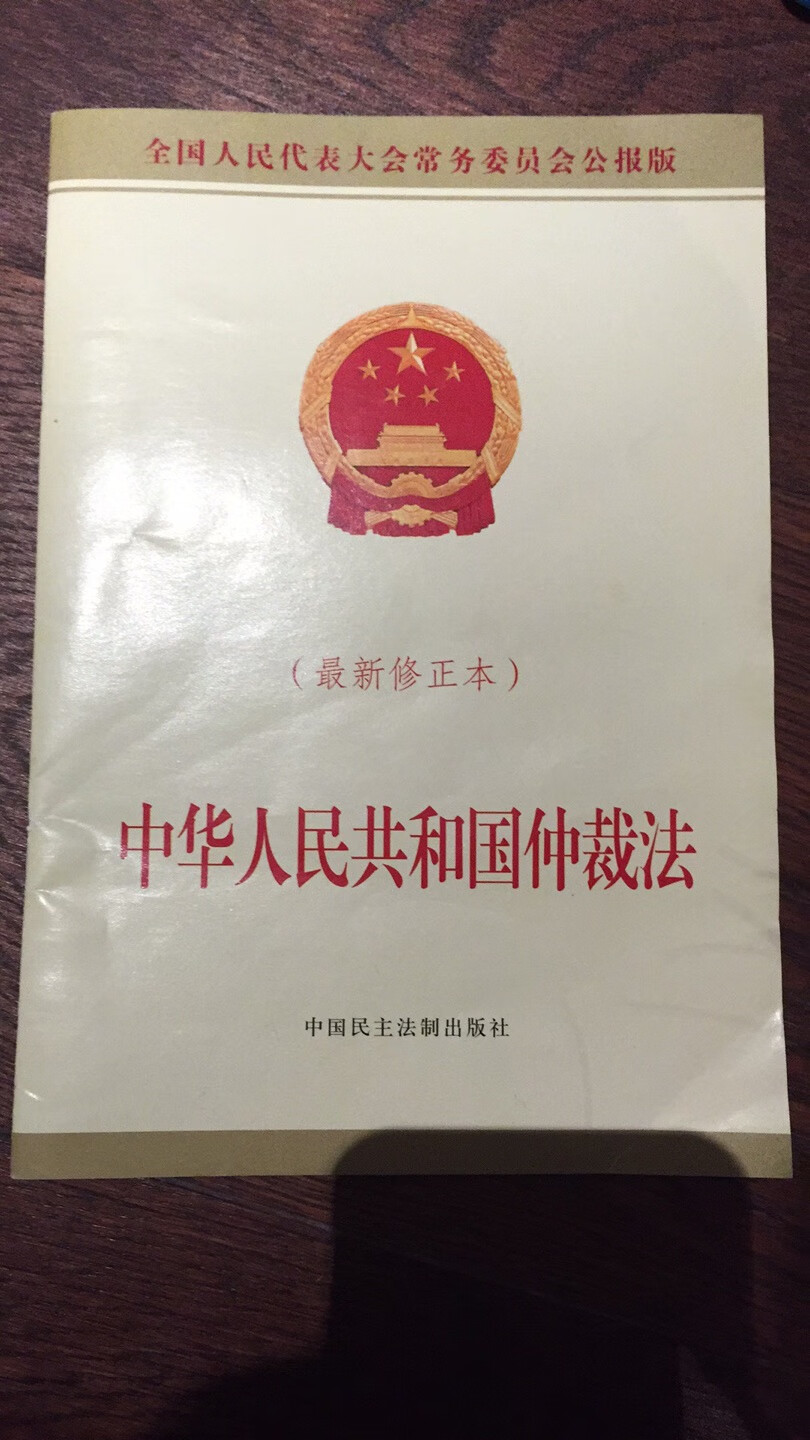 全国人民代表大会常务委员会公报版
（最新修正本）
中华人民共和国仲裁法
中国民主法制出版社